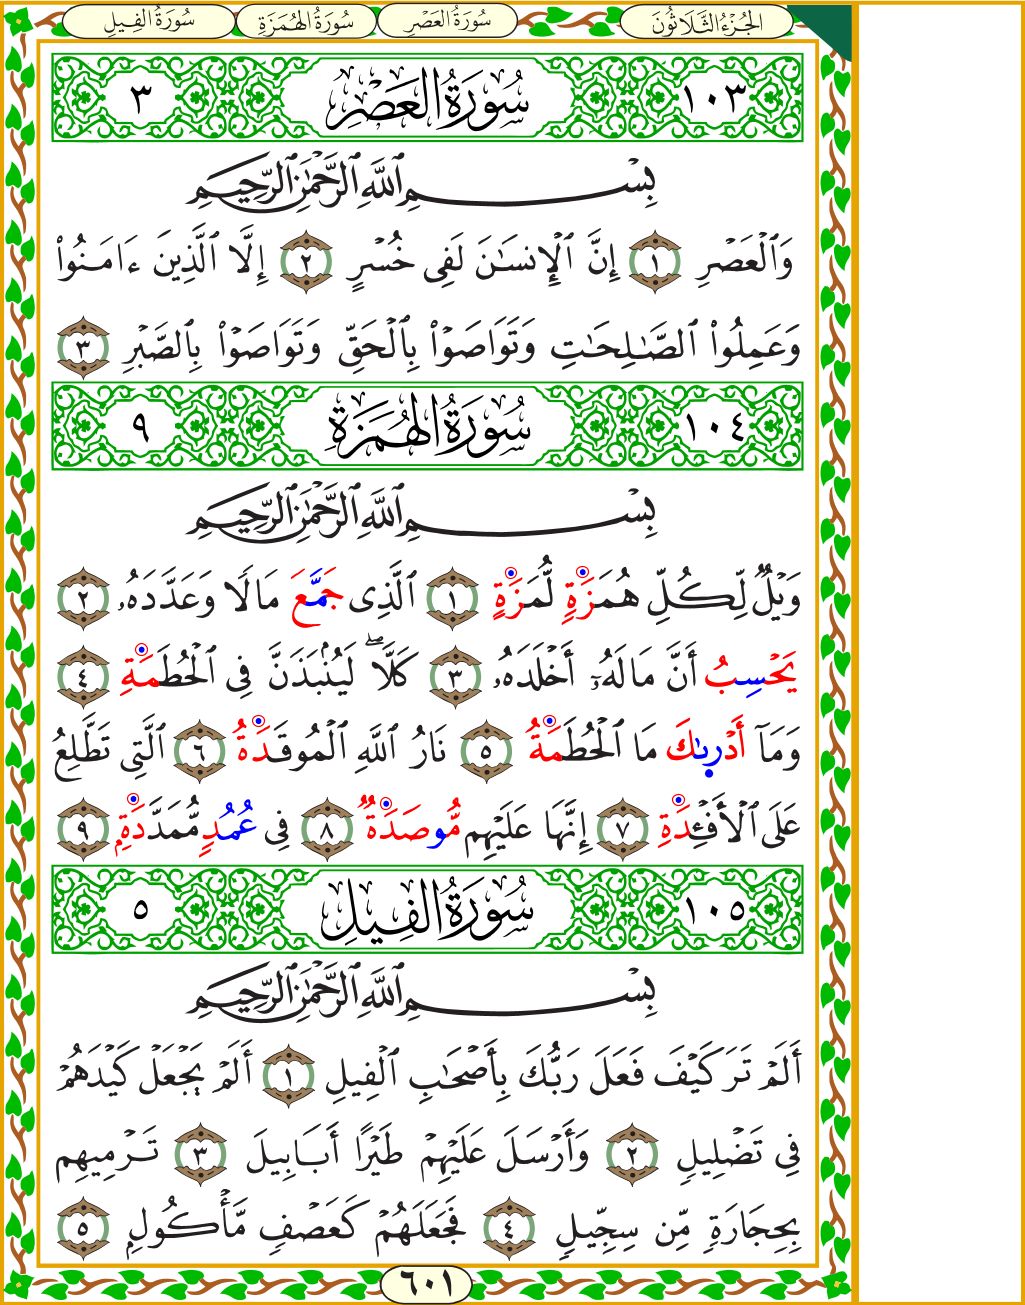 الجُزْءُ الثَّلَاثُونَ سُورَةُ العَصْرِ سُورَةُ الهُمَزَةِ سُورَةُ الفِيلِ
١٠٣ سُورَةُ العَصْرِ ٣
بِسْمِ ٱللَّهِ ٱلرَّحْمَٰنِ ٱلرَّحِيمِ
وَٱلْعَصْرِ ١ إِنَّ ٱلْإِنسَٰنَ لَفِى خُسْرٍ ٢ إِلَّا ٱلَّذِينَ ءَامَنُوا۟
وَعَمِلُوا۟ ٱلصَّٰلِحَٰتِ وَتَوَاصَوْا۟ بِٱلْحَقِّ وَتَوَاصَوْا۟ بِٱلصَّبْرِ ٣
١٠٤ سُورَةُ الهُمَزَةِ ٩
بِسْمِ ٱللَّهِ ٱلرَّحْمَٰنِ ٱلرَّحِيمِ
وَيْلٌ لِّكُلِّ هُمَزَةٍ لُّمَزَةٍ ١ ٱلَّذِى جَمَّعَ مَالًا وَعَدَّدَهُۥ ٢
يَحْسِبُ أَنَّ مَالَهُۥٓ أَخْلَدَهُۥ ٣ كَلَّاۖ لَيُنۢبَذَنَّ فِى ٱلْحُطَمَةِ ٤
وَمَآ أَدْرىٰكَ مَا ٱلْحُطَمَةُ ٥ نَارُ ٱللَّهِ ٱلْمُوقَدَةُ ٦ ٱلَّتِى تَطَّلِعُ
عَلَى ٱلْأَفْـِٔدَةِ ٧ إِنَّهَا عَلَيْهِم مُّوصَدَةٌ ٨ فِى عُمُدٍ مُّمَدَّدَةٍۭ ٩
١٠٥ سُورَةُ الفِيلِ ٥
بِسْمِ ٱللَّهِ ٱلرَّحْمَٰنِ ٱلرَّحِيمِ
أَلَمْ تَرَ كَيْفَ فَعَلَ رَبُّكَ بِأَصْحَٰبِ ٱلْفِيلِ ١ أَلَمْ يَجْعَلْ كَيْدَهُمْ
فِى تَضْلِيلٍ ٢ وَأَرْسَلَ عَلَيْهِمْ طَيْرًا أَبَابِيلَ ٣ تَرْمِيهِم
بِحِجَارَةٍ مِّن سِجِّيلٍ ٤ فَجَعَلَهُمْ كَعَصْفٍ مَّأْكُولٍۭ ٥
٦٠١